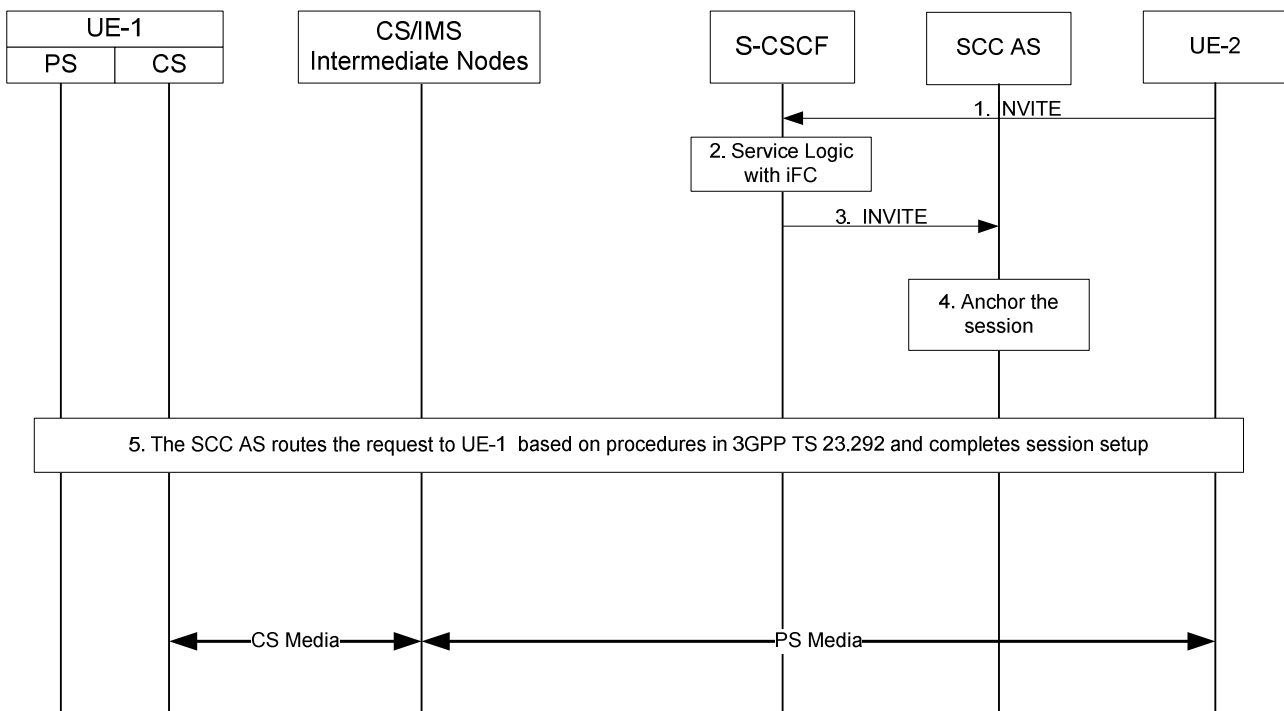 UE-1
PS
CS
CS/IMS
Intermediate Nodes
S-CSCF
SCC AS
UE-2
1. INVITE
2. Service Logic
with iFC
3. INVITE
4. Anchor the
session
5. The SCC AS routes the request to UE-1 based on procedures in 3GPP TS 23.292 and completes session setup
CS Media
PS Media